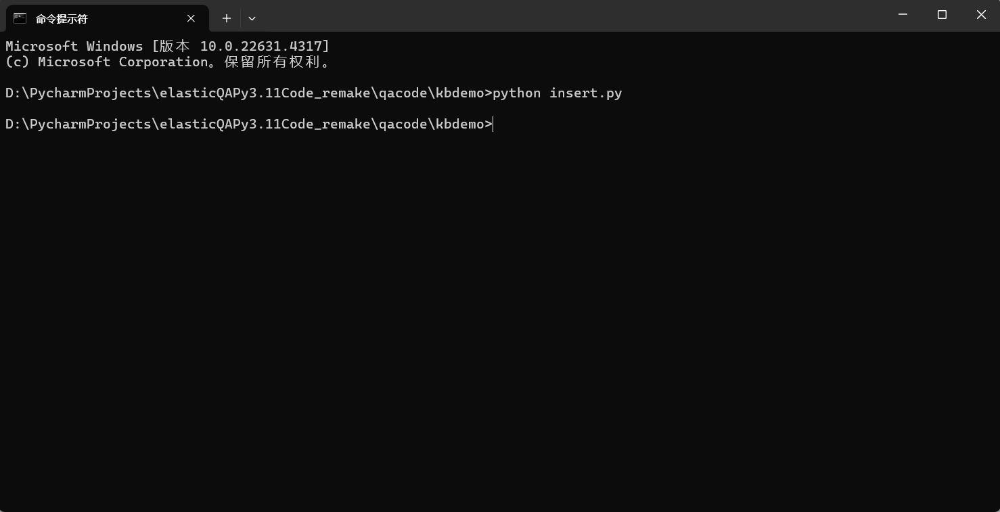 命令提示符
Microsoft Windows [版本 10.0.22631.4317]
(c) Microsoft Corporation。保留所有权利。
D:\PycharmProjects\elasticQAPy3.11Code_remake\qacode\kbdemo>python insert.py
D:\PycharmProjects\elasticQAPy3.11Code_remake\qacode\kbdemo>